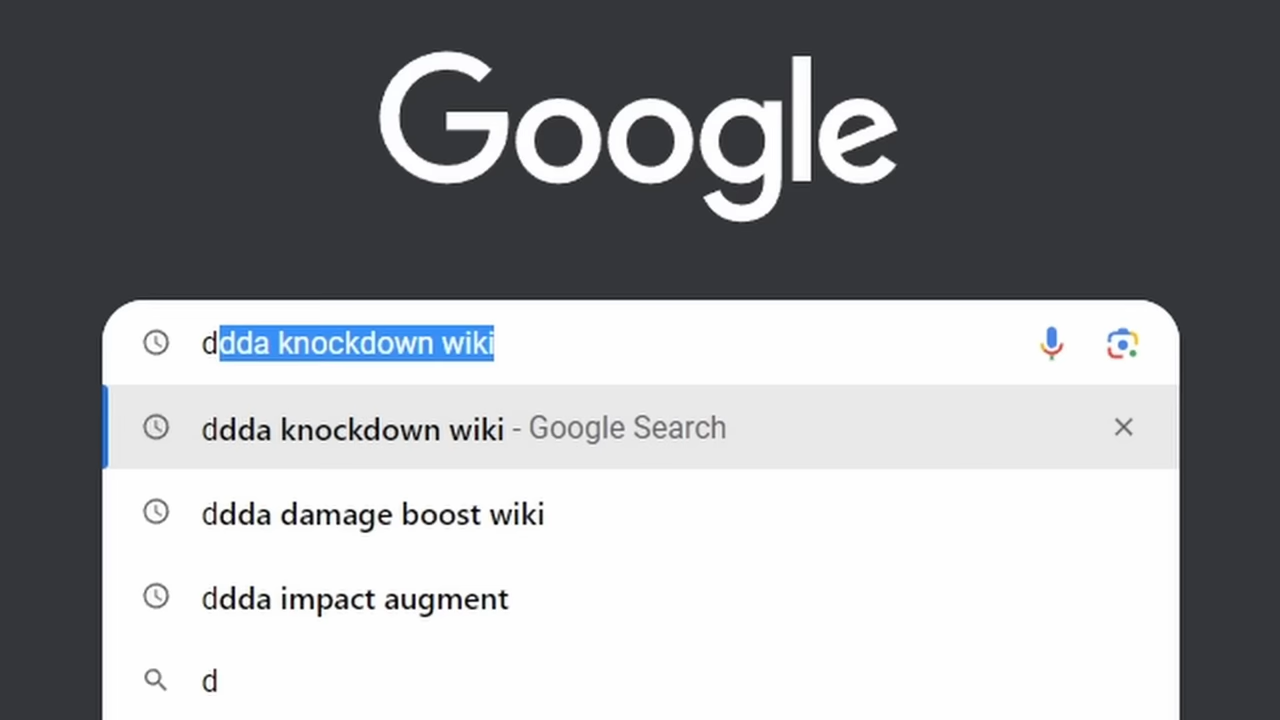 Google
ddda knockdown wiki
ddda knockdown wiki - Google Search
ddda damage boost wiki
ddda impact augment
d